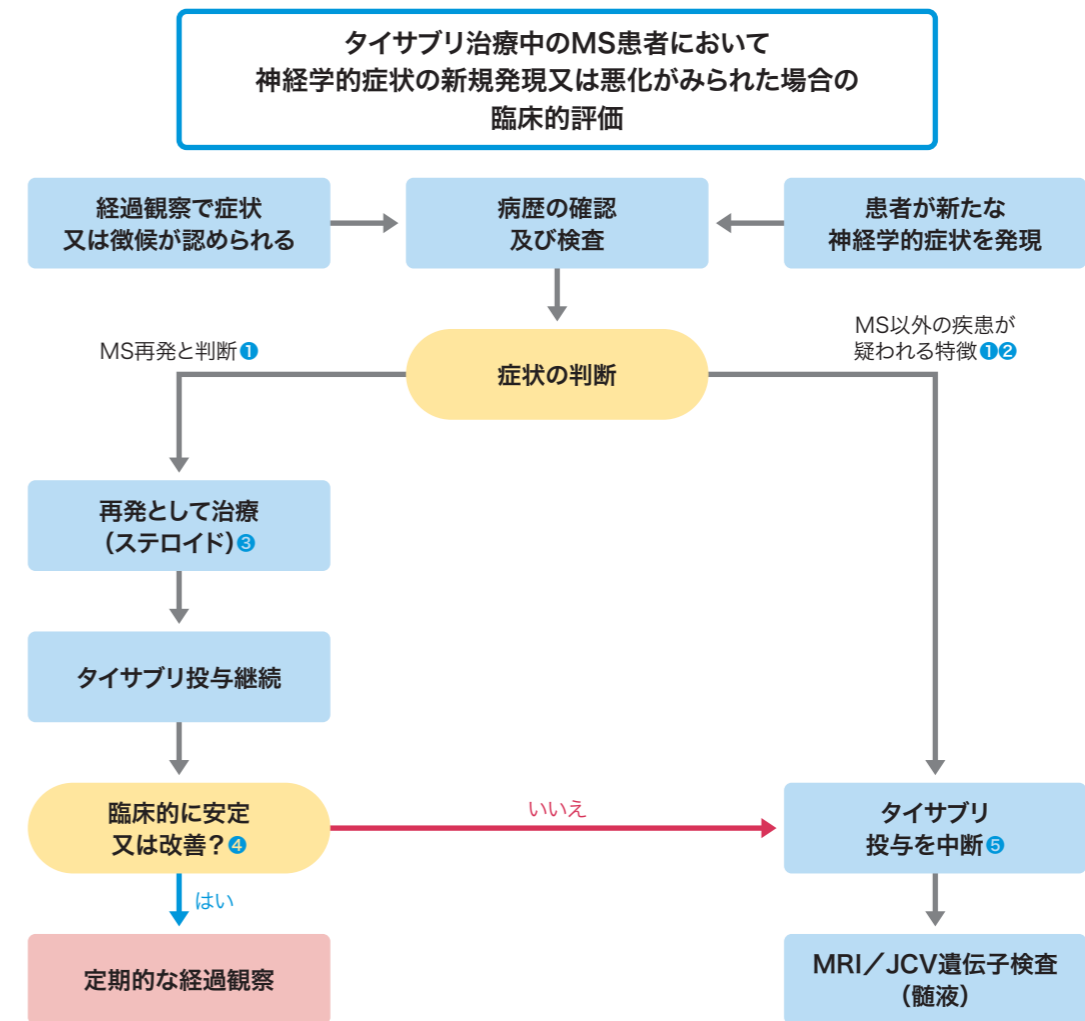 タイサブリ治療中のMS患者において
神経学的症状の新規発現又は悪化がみられた場合の
臨床的評価
経過観察で症状
又は徴候が認められる
病歴の確認
及び検査
患者が新たな
神経学的症状を発現
MS再発と判断❶
症状の判断
MS以外の疾患が
疑われる特徴❶❷
再発として治療
(ステロイド)❸
タイサブリ投与継続
臨床的に安定
又は改善?❹
いいえ
タイサブリ
投与を中断❺
はい
定期的な経過観察
MRI/JCV遺伝子検査
(髄液)